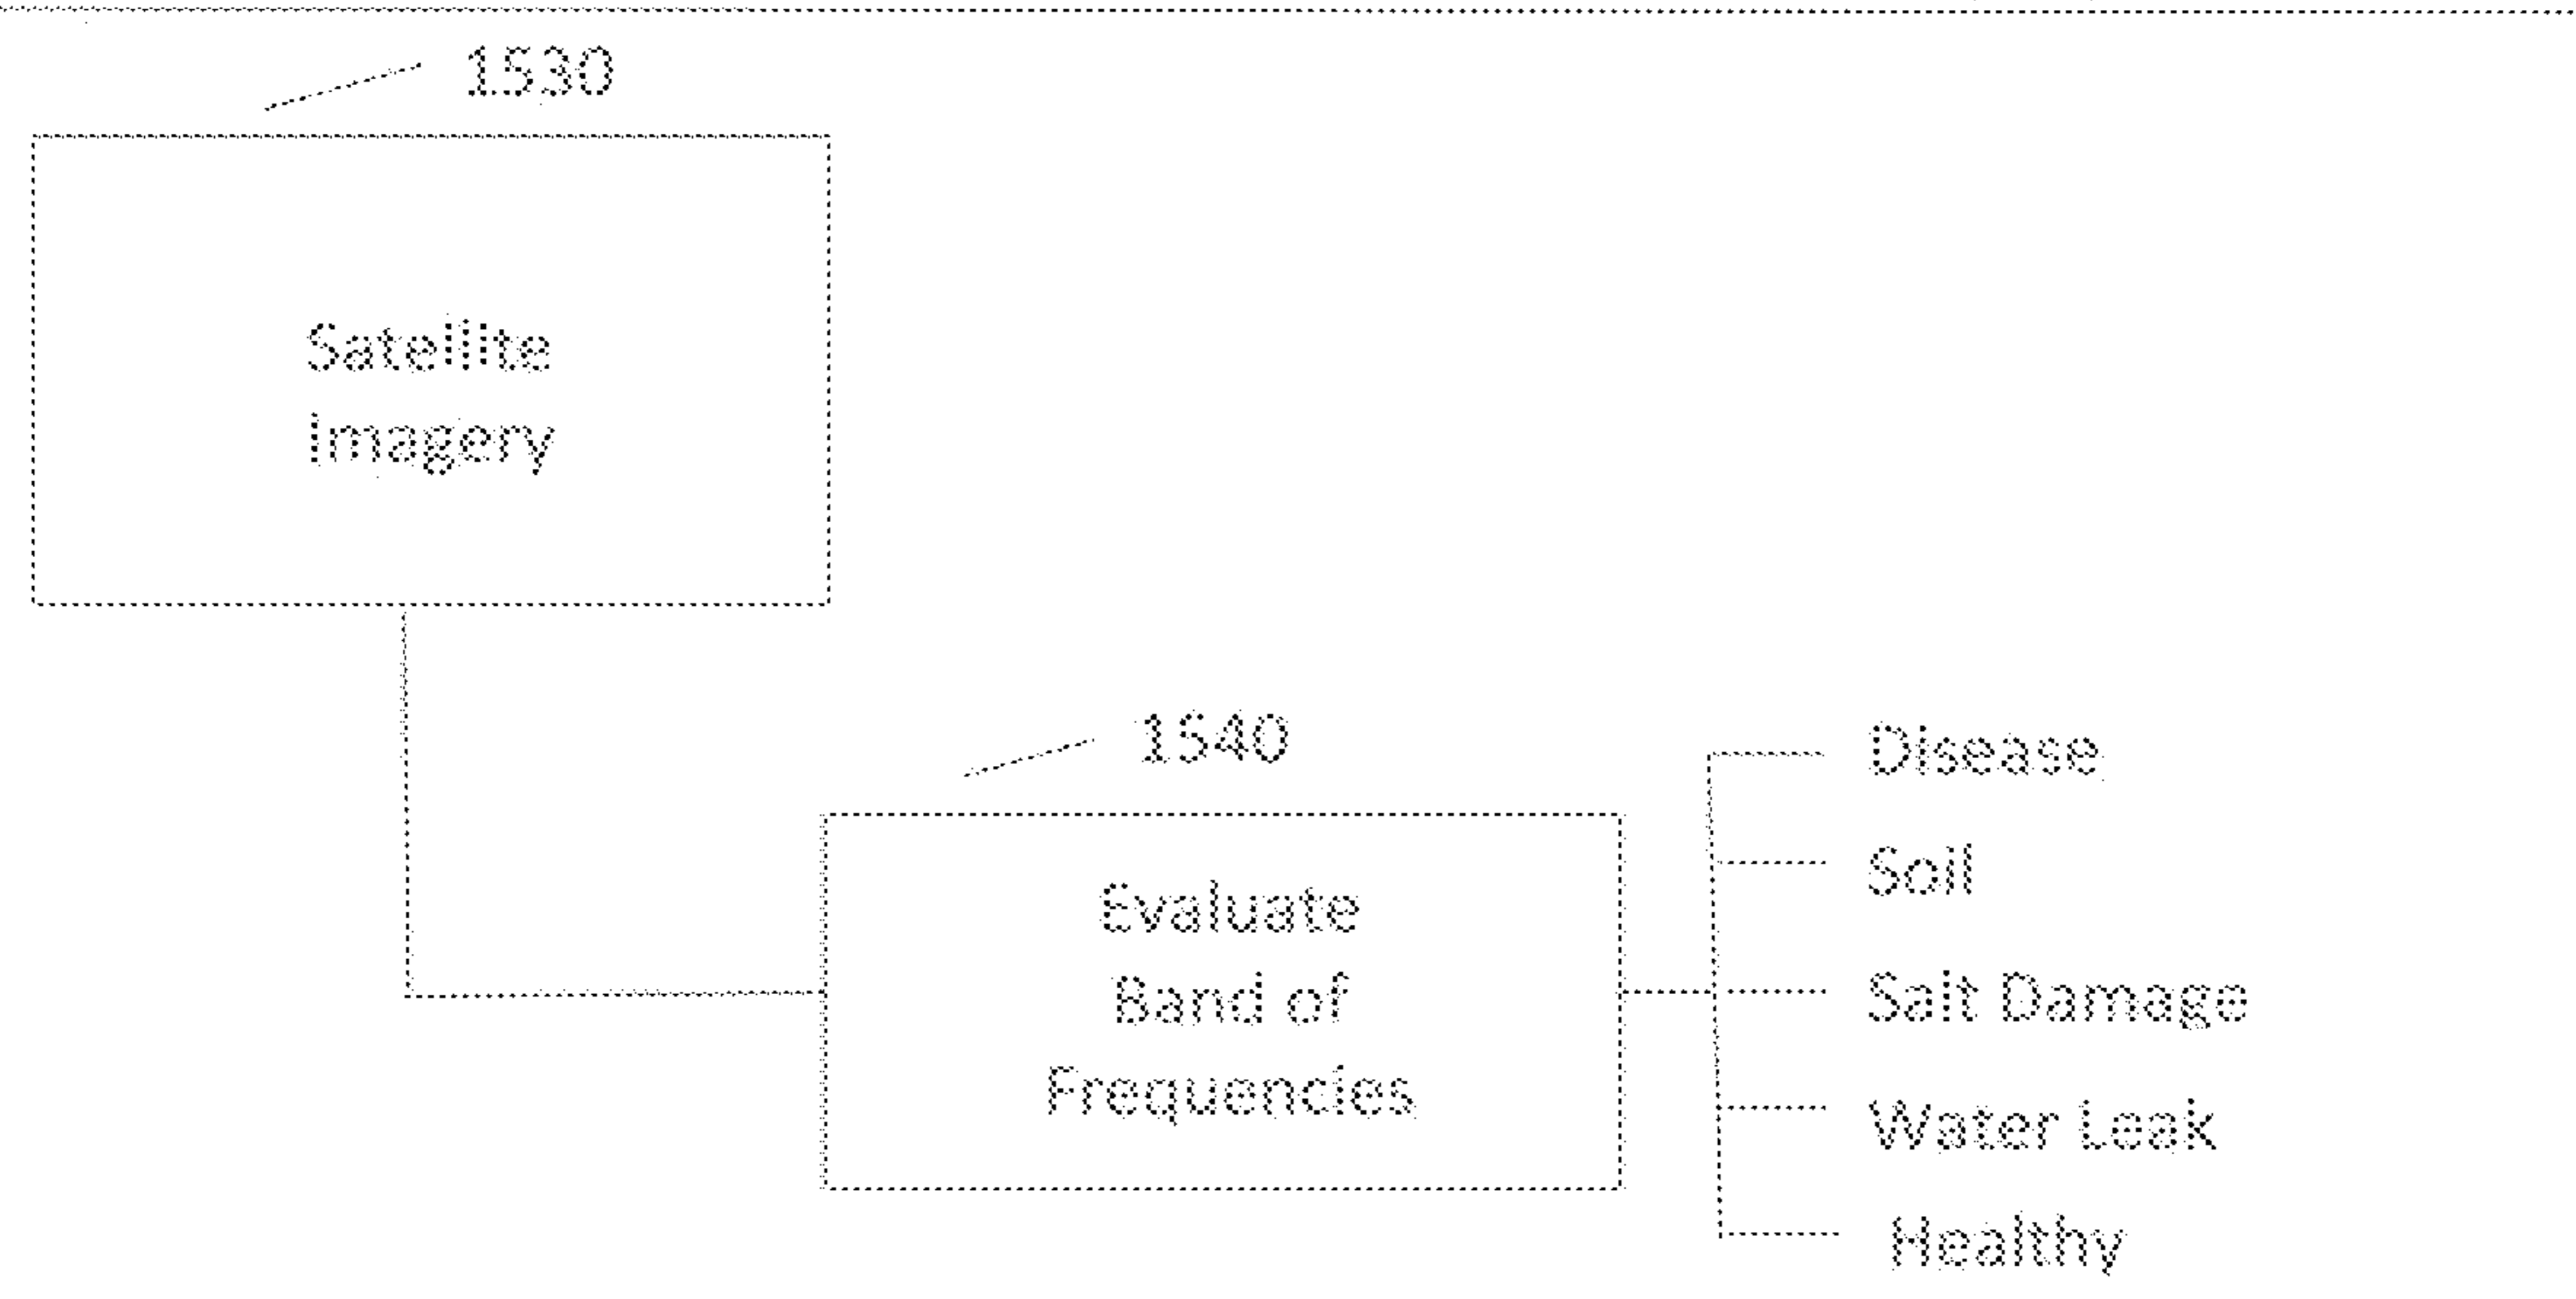 1530
Satellite
Imagery
1540
Evaluate
Band of
Frequencies
Disease
Soil
Salt Damage
Water Leak
Healthy